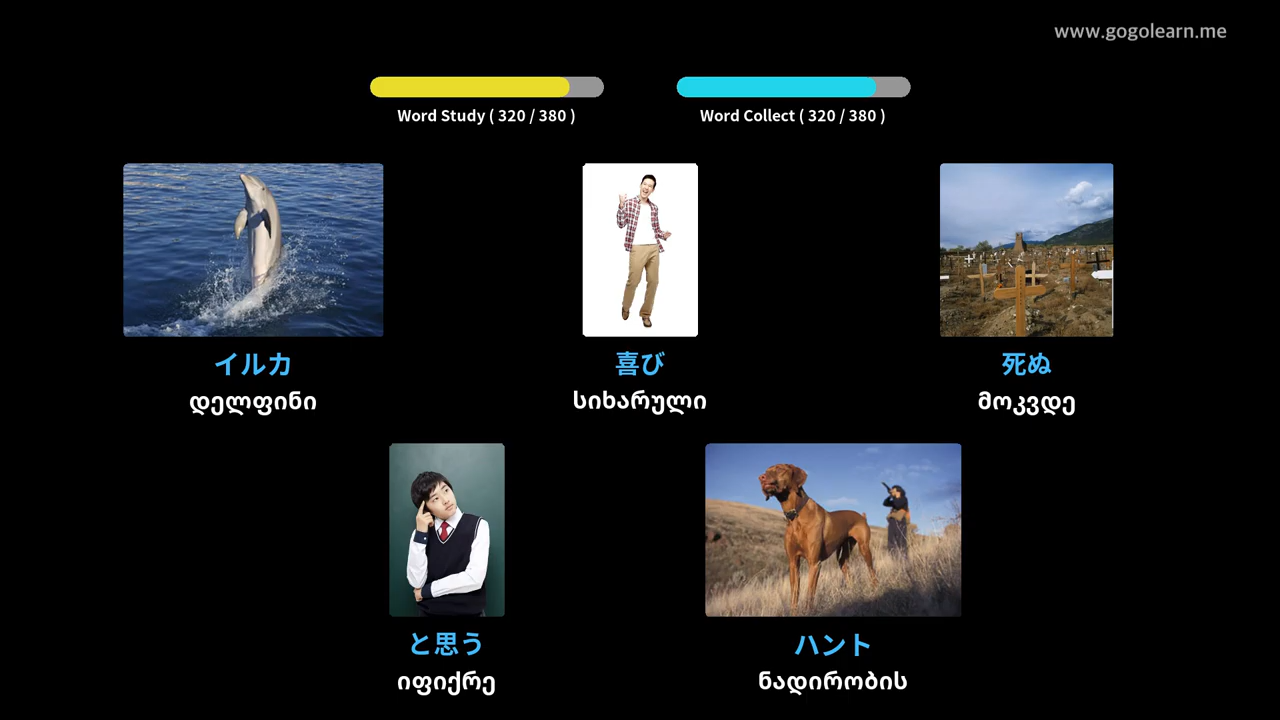 www.gogolearn.me
Word Study ( 320 / 380 )
Word Collect ( 320 / 380 )
イルカ
დელფინი
喜び
სიხარული
死ぬ
მოკვდე
と思う
იფიქრე
ハント
ნადირობის